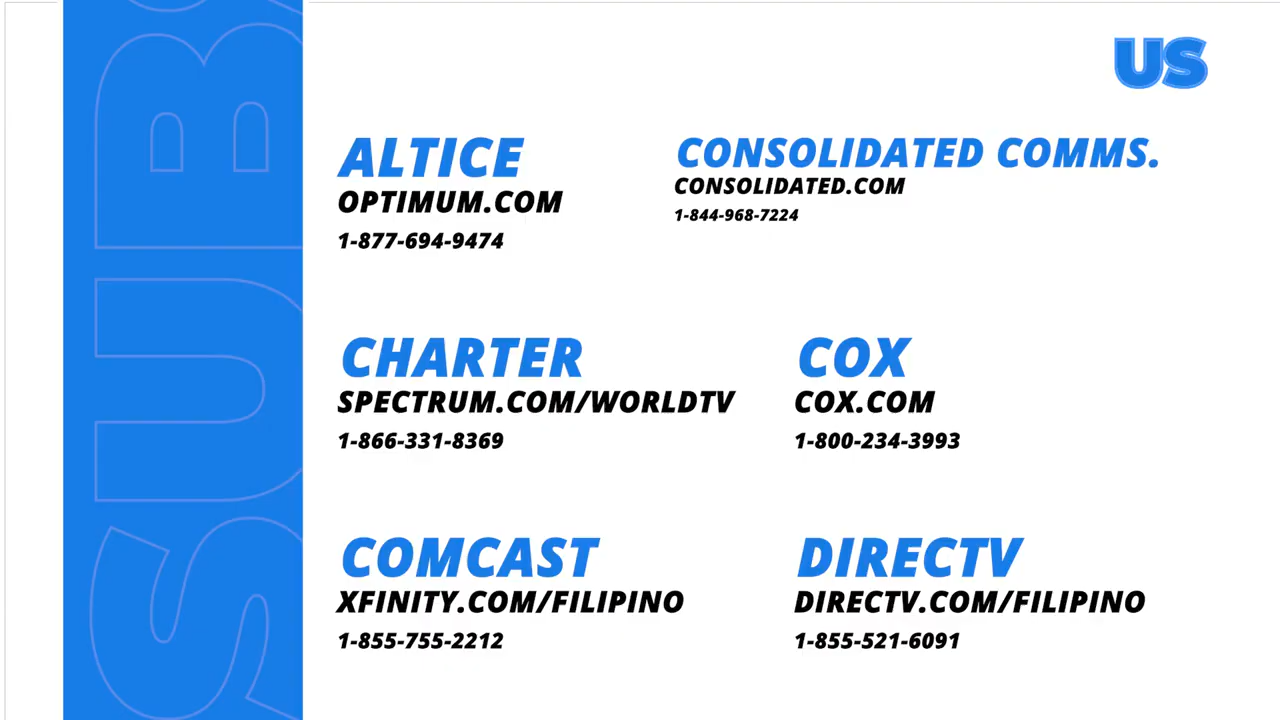 US
ALTICE
OPTIMUM.COM
1-877-694-9474
CONSOLIDATED COMMS.
CONSOLIDATED.COM
1-844-968-7224
CHARTER
SPECTRUM.COM/WORLDTV
1-866-331-8369
COX
COX.COM
1-800-234-3993
COMCAST
XFINITY.COM/FILIPINO
1-855-755-2212
DIRECTV
DIRECTV.COM/FILIPINO
1-855-521-6091
SUB